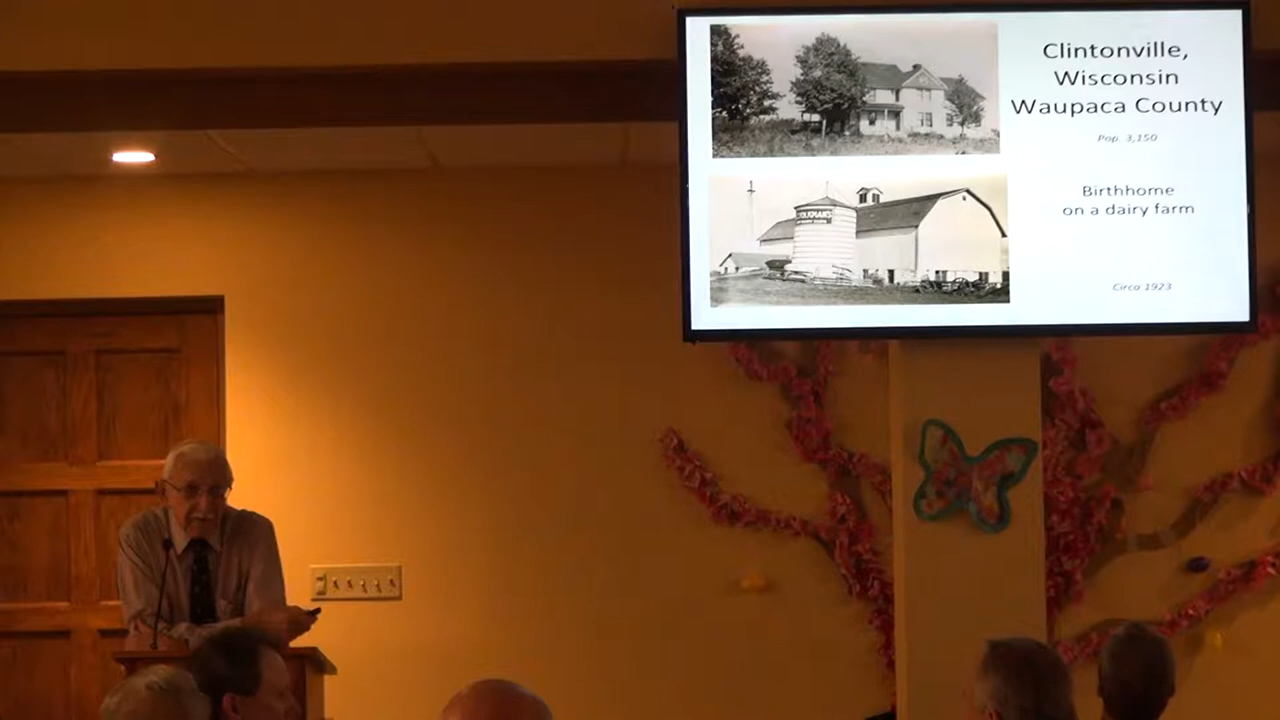 Clintonville,
Wisconsin
Waupaca County
Pop. 3,150
Birthhome
on a dairy farm
Circa 1923